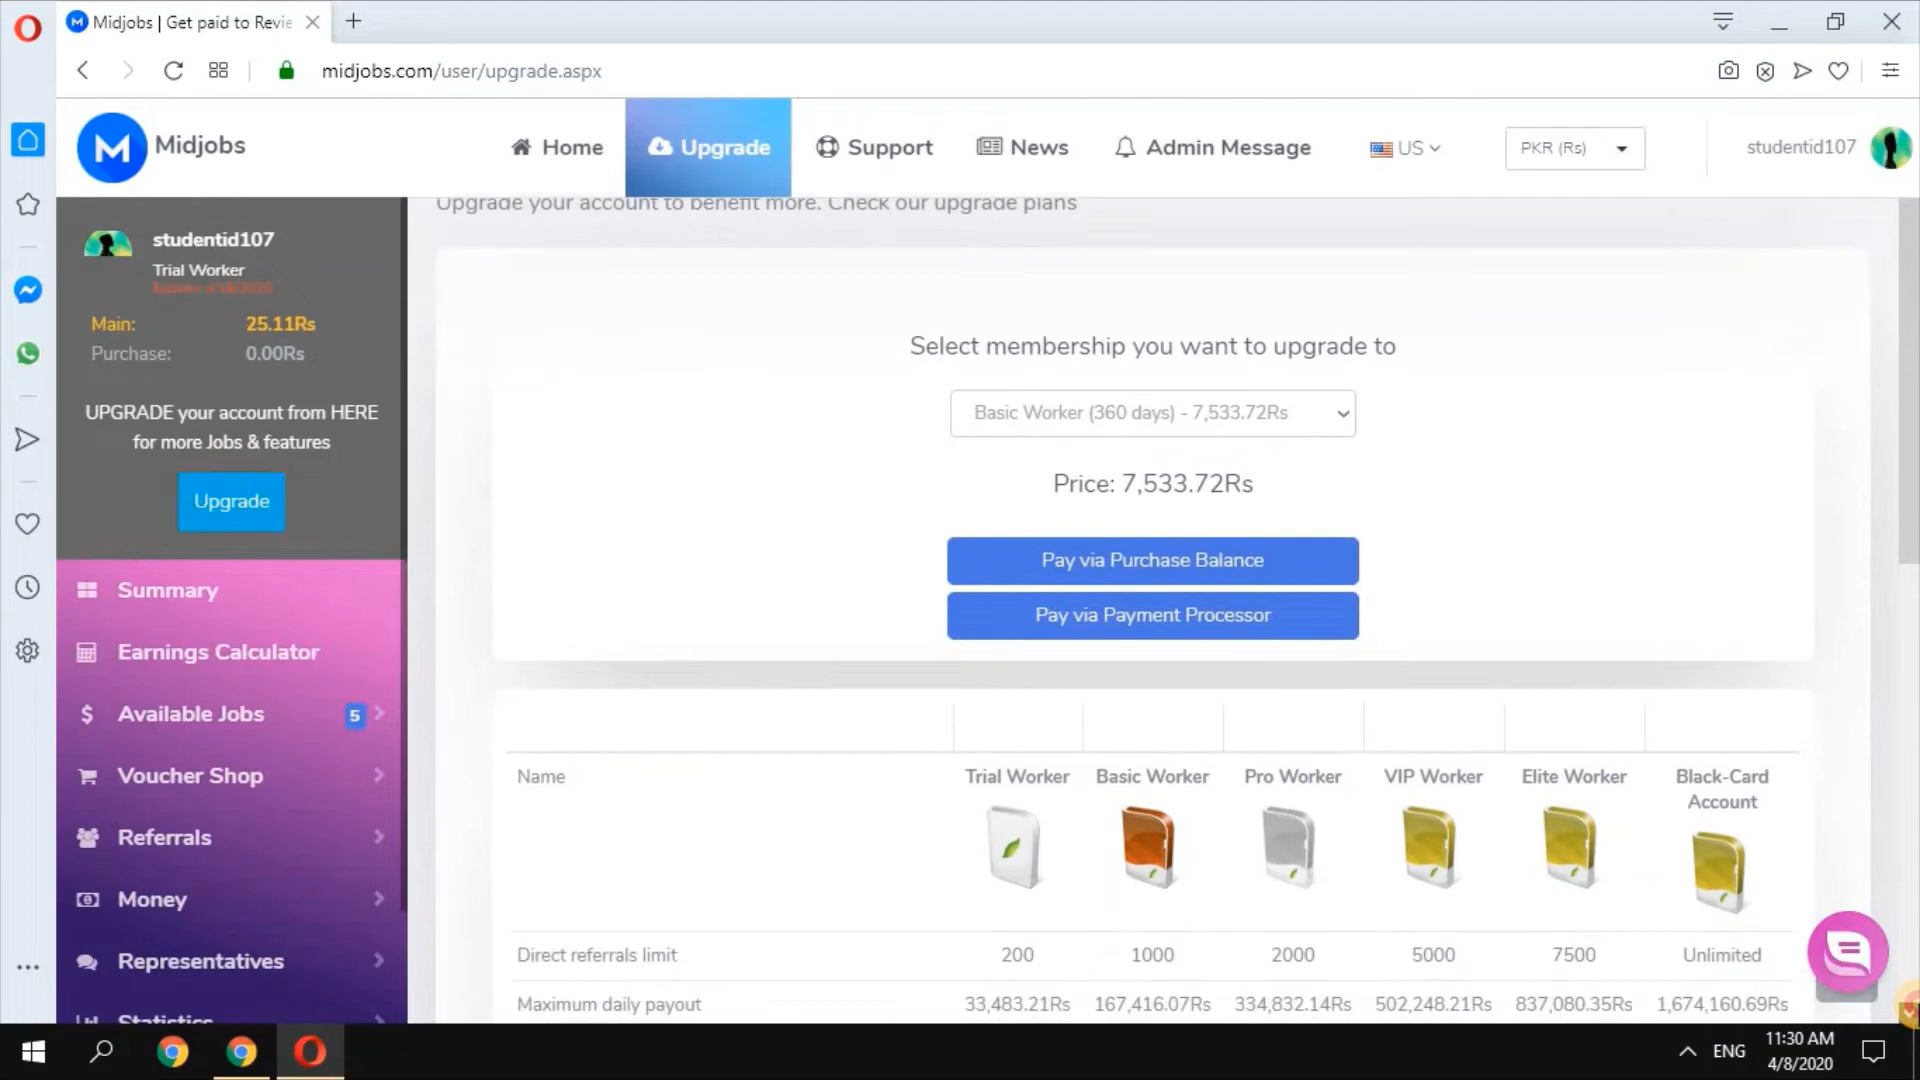 Midjobs | Get paid to Revie
midjobs.com/user/upgrade.aspx
Midjobs
Home
Upgrade
Support
News
Admin Message
US
PKR (Rs)
studentid107
studentid107
Trial Worker
Main: 25.11Rs
Purchase: 0.00Rs
UPGRADE your account from HERE
for more Jobs & features
Upgrade
Summary
Earnings Calculator
Available Jobs 5
Voucher Shop
Referrals
Money
Representatives
Statistics
Upgrade your account to benefit more. Check our upgrade plans
Select membership you want to upgrade to
Basic Worker (360 days) - 7,533.72Rs
Price: 7,533.72Rs
Pay via Purchase Balance
Pay via Payment Processor
Name Trial Worker Basic Worker Pro Worker VIP Worker Elite Worker Black-Card
Account
Direct referrals limit 200 1000 2000 5000 7500 Unlimited
Maximum daily payout 33,483.21Rs 167,416.07Rs 334,832.14Rs 502,248.21Rs 837,080.35Rs 1,674,160.69Rs
ENG
11:30 AM
4/8/2020